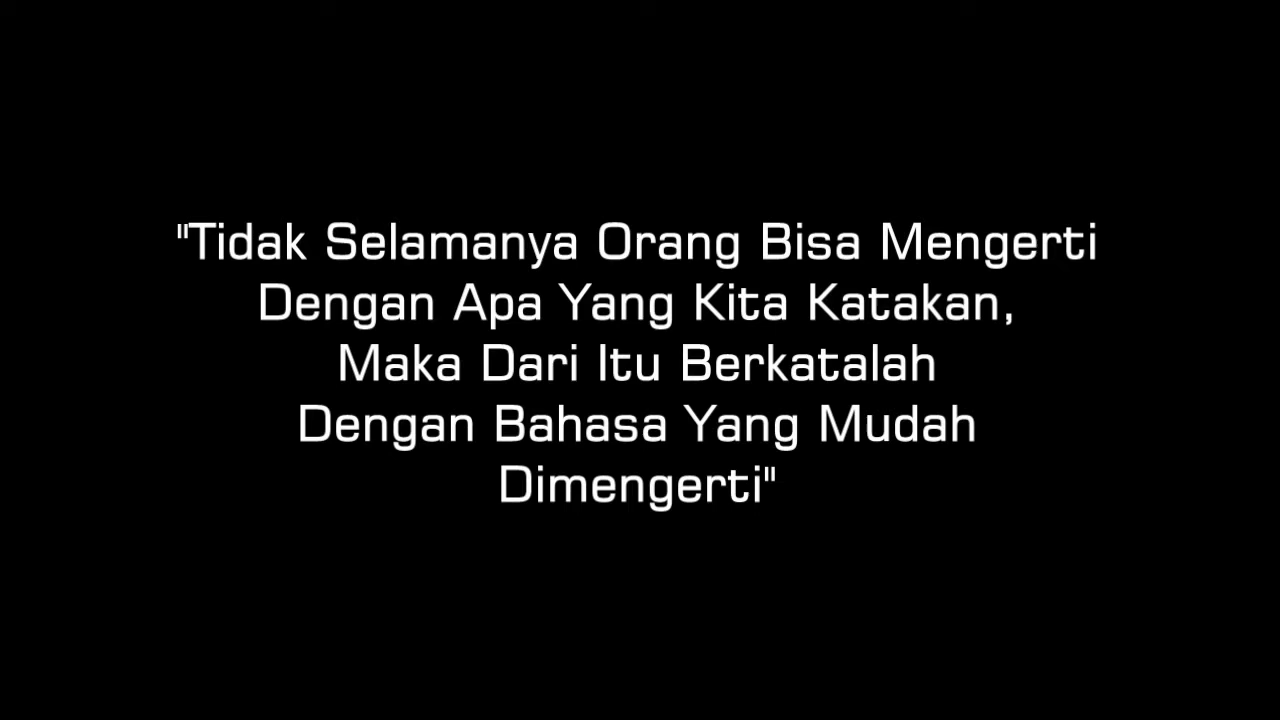 "Tidak Selamanya Orang Bisa Mengerti
Dengan Apa Yang Kita Katakan,
Maka Dari Itu Berkatalah
Dengan Bahasa Yang Mudah
Dimengerti"